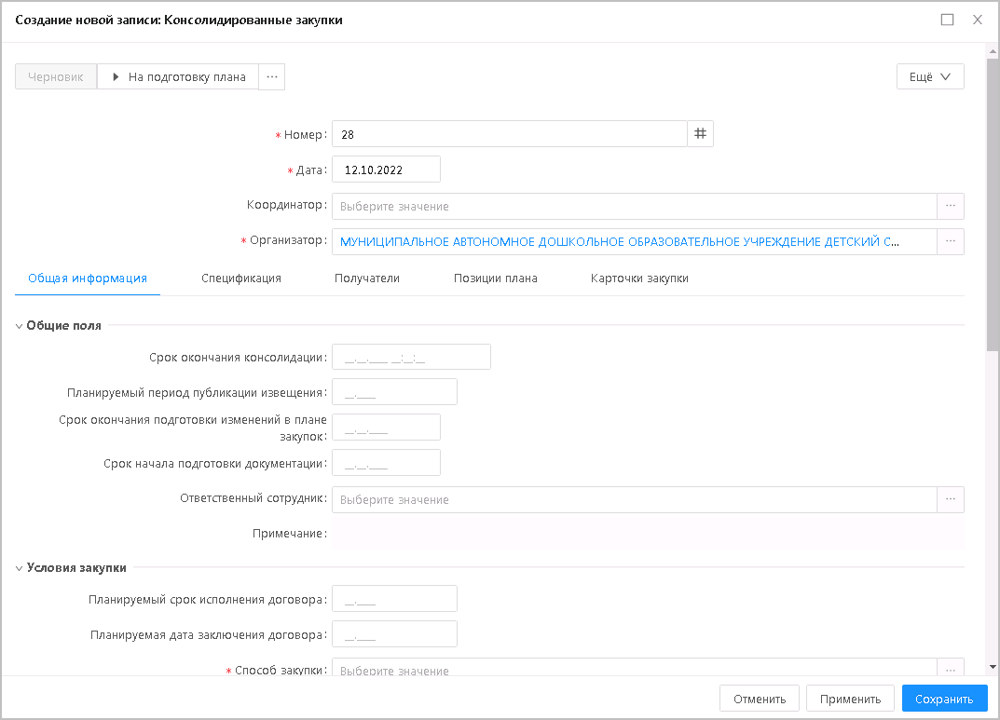 Создание новой записи: Консолидированные закупки
Черновик
На подготовку плана
...
Ещё
* Номер: 28 #
* Дата: 12.10.2022
Координатор: Выберите значение ...
* Организатор: МУНИЦИПАЛЬНОЕ АВТОНОМНОЕ ДОШКОЛЬНОЕ ОБРАЗОВАТЕЛЬНОЕ УЧРЕЖДЕНИЕ ДЕТСКИЙ С... ...
Общая информация
Спецификация
Получатели
Позиции плана
Карточки закупки
Общие поля
Срок окончания консолидации: __.__.____ __:__:__
Планируемый период публикации извещения: __.____
Срок окончания подготовки изменений в плане
закупок: __.__.____
Срок начала подготовки документации: __.__.____
Ответственный сотрудник: Выберите значение ...
Примечание:
Условия закупки
Планируемый срок исполнения договора: __.____
Планируемая дата заключения договора: __.____
* Способ закупки: Выберите значение ...
Отменить
Применить
Сохранить